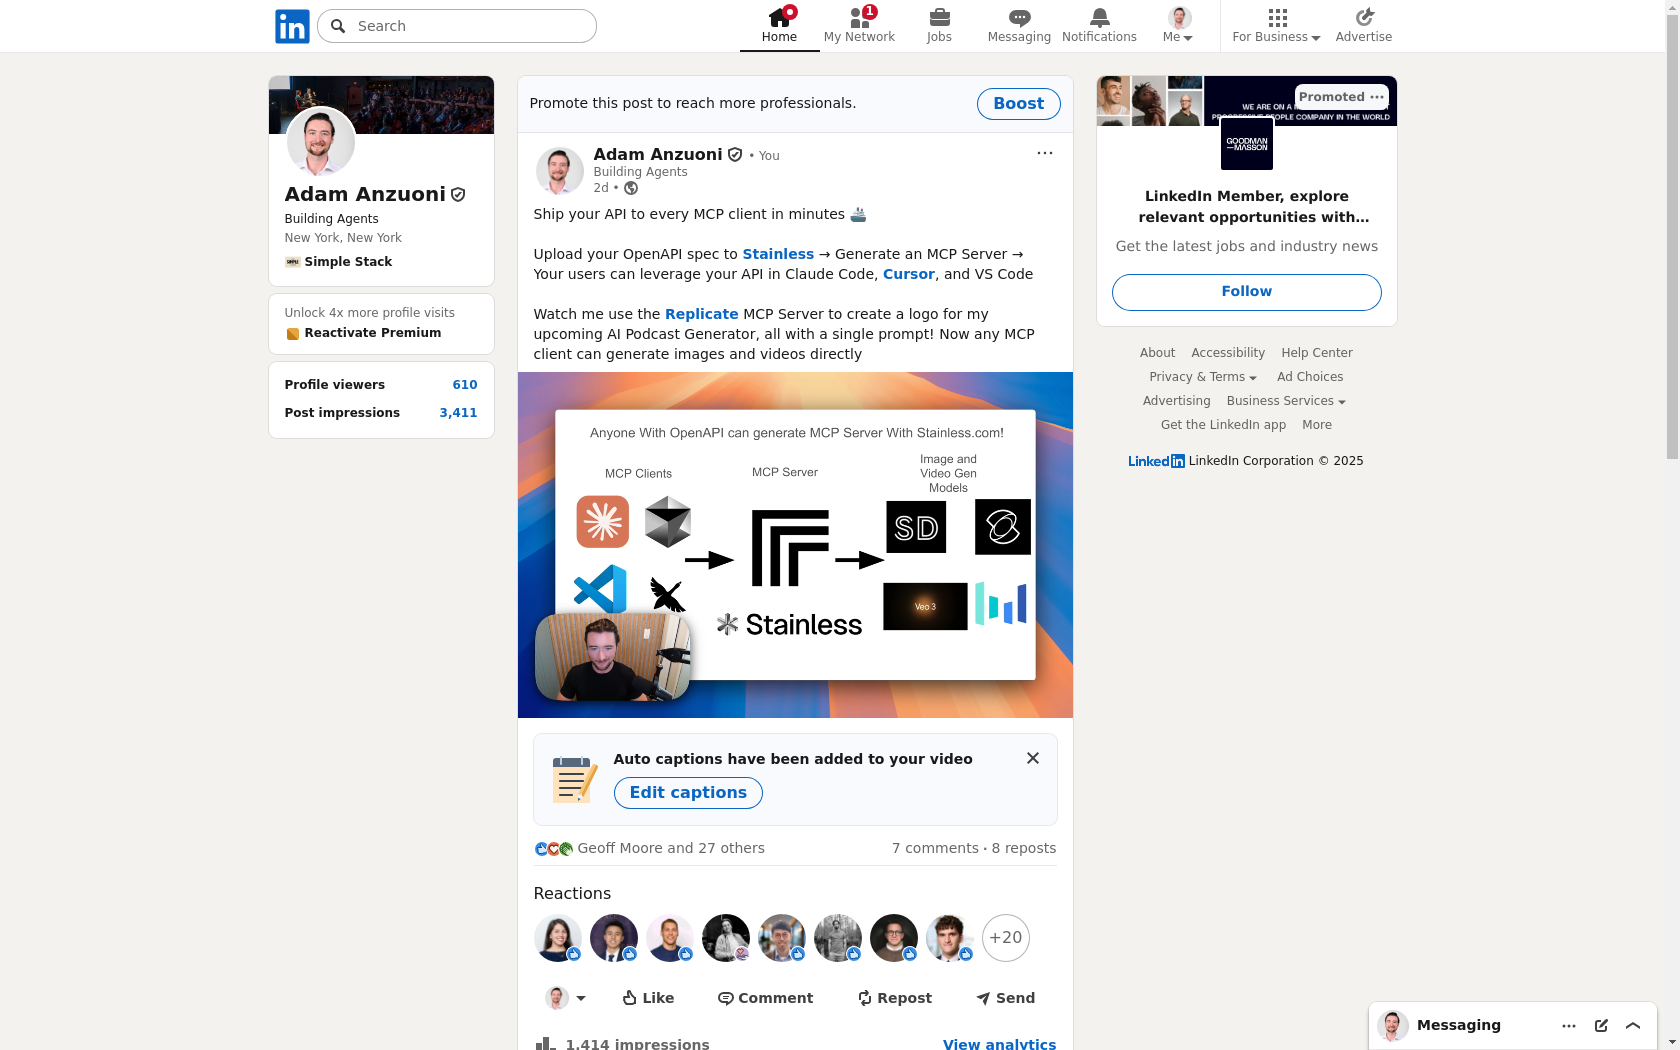 Search
Home
1
My Network
Jobs
Messaging
Notifications
Me
For Business
Advertise
Adam Anzuoni
Building Agents
New York, New York
Simple Stack
Unlock 4x more profile visits
Reactivate Premium
Profile viewers 610
Post impressions 3,411
Promote this post to reach more professionals.
Boost
Adam Anzuoni • You
Building Agents
2d •
Ship your API to every MCP client in minutes 🚢
Upload your OpenAPI spec to Stainless → Generate an MCP Server →
Your users can leverage your API in Claude Code, Cursor, and VS Code
Watch me use the Replicate MCP Server to create a logo for my
upcoming AI Podcast Generator, all with a single prompt! Now any MCP
client can generate images and videos directly
Anyone With OpenAPI can generate MCP Server With Stainless.com!
MCP Clients
MCP Server
Image and
Video Gen
Models
SD
Veo 3
Stainless
Auto captions have been added to your video
Edit captions
Geoff Moore and 27 others
7 comments • 8 reposts
Reactions
+20
Like
Comment
Repost
Send
1,414 impressions
View analytics
Promoted
WE ARE ON A M
PROGRESSIVE PEOPLE COMPANY IN THE WORLD
GOODMAN
MASSON
LinkedIn Member, explore
relevant opportunities with…
Get the latest jobs and industry news
Follow
About
Accessibility
Help Center
Privacy & Terms
Ad Choices
Advertising
Business Services
Get the LinkedIn app
More
LinkedIn LinkedIn Corporation © 2025
Messaging